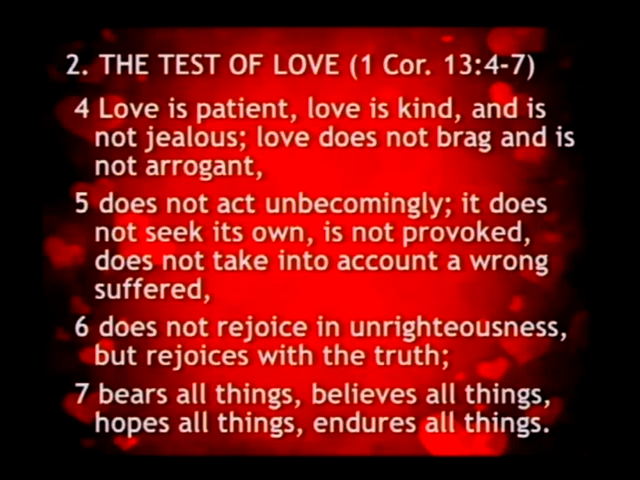 2. THE TEST OF LOVE (1 Cor. 13:4-7)
4 Love is patient, love is kind, and is
not jealous; love does not brag and is
not arrogant,
5 does not act unbecomingly; it does
not seek its own, is not provoked,
does not take into account a wrong
suffered,
6 does not rejoice in unrighteousness,
but rejoices with the truth;
7 bears all things, believes all things,
hopes all things, endures all things.